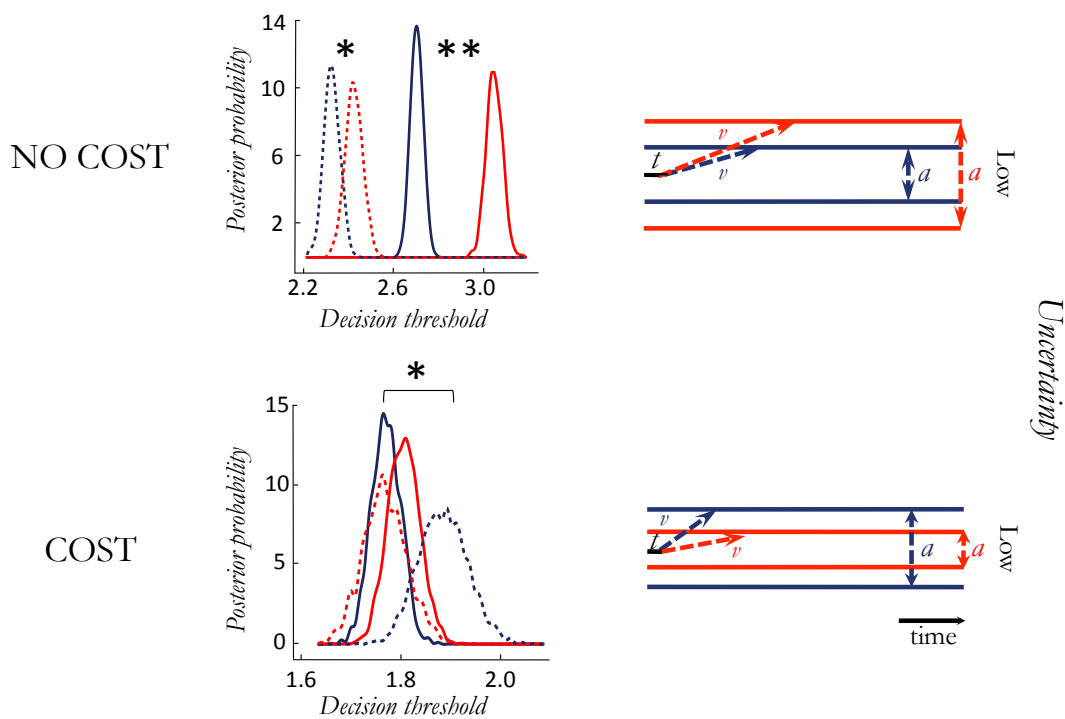 NO COST
Posterior probability
14
10
6
2
*
**
2.2
2.6
3.0
Decision threshold
t
v
v
a
a
Low
Uncertainty
COST
Posterior probability
15
10
5
0
*
1.6
1.8
2.0
Decision threshold
t
v
v
a
a
Low
time